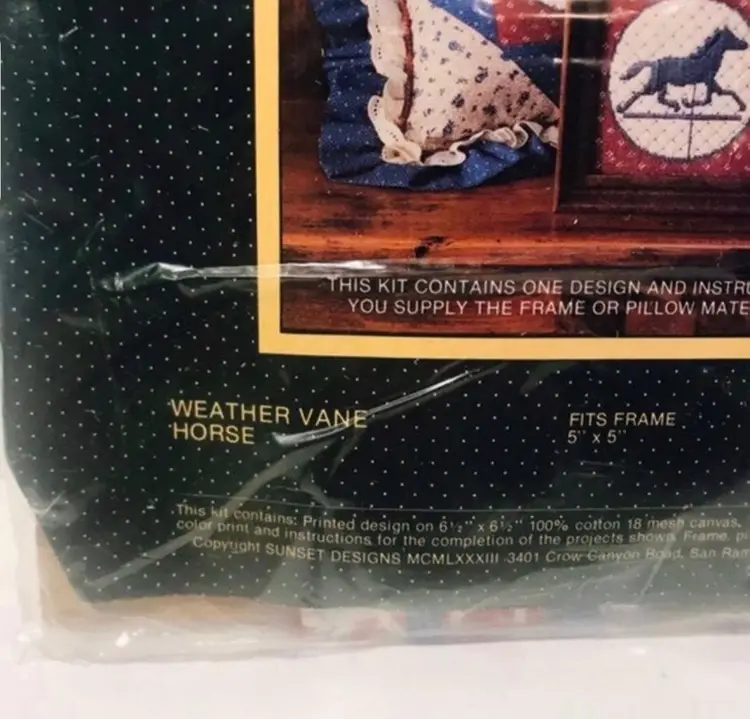 THIS KIT CONTAINS ONE DESIGN AND INSTRU
YOU SUPPLY THE FRAME OR PILLOW MATE
WEATHER VANE
HORSE
FITS FRAME
5" x 5"
This kit contains: Printed design on 6½" x 6½" 100% cotton 18 mesh canvas,
color print and instructions for the completion of the projects shown. Frame, pi
Copyright SUNSET DESIGNS MCMLXXXIII 3401 Crow Canyon Road, San Ram